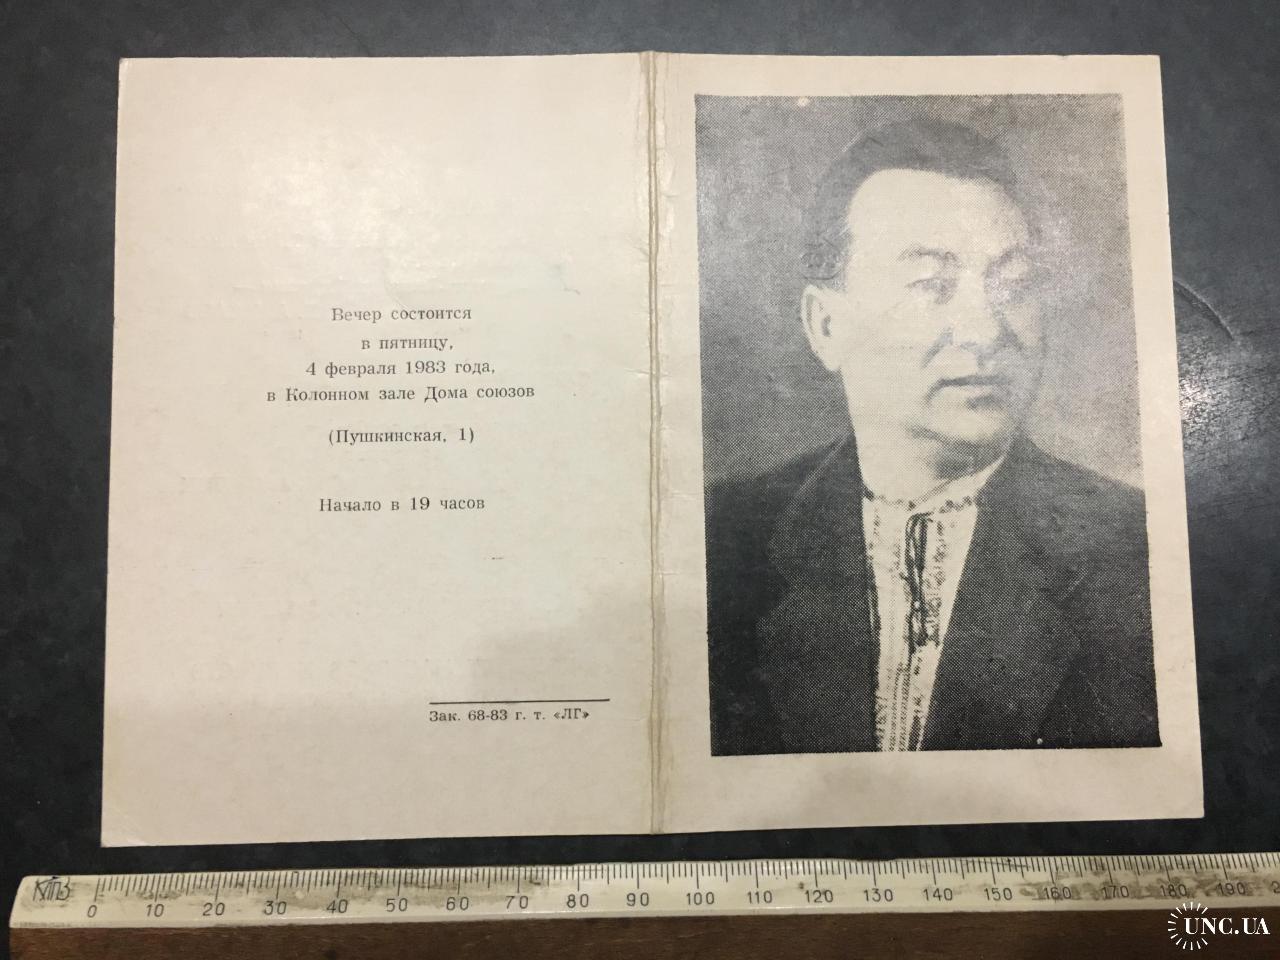 Вечер состоится
в пятницу,
4 февраля 1983 года,
в Колонном зале Дома союзов
(Пушкинская, 1)
Начало в 19 часов
Зак. 68-83 г. т. «ЛГ»
0 10 20 30 40 50 60 70 80 90 100 110 120 130 140 150 160 170 180 190
UNC.UA